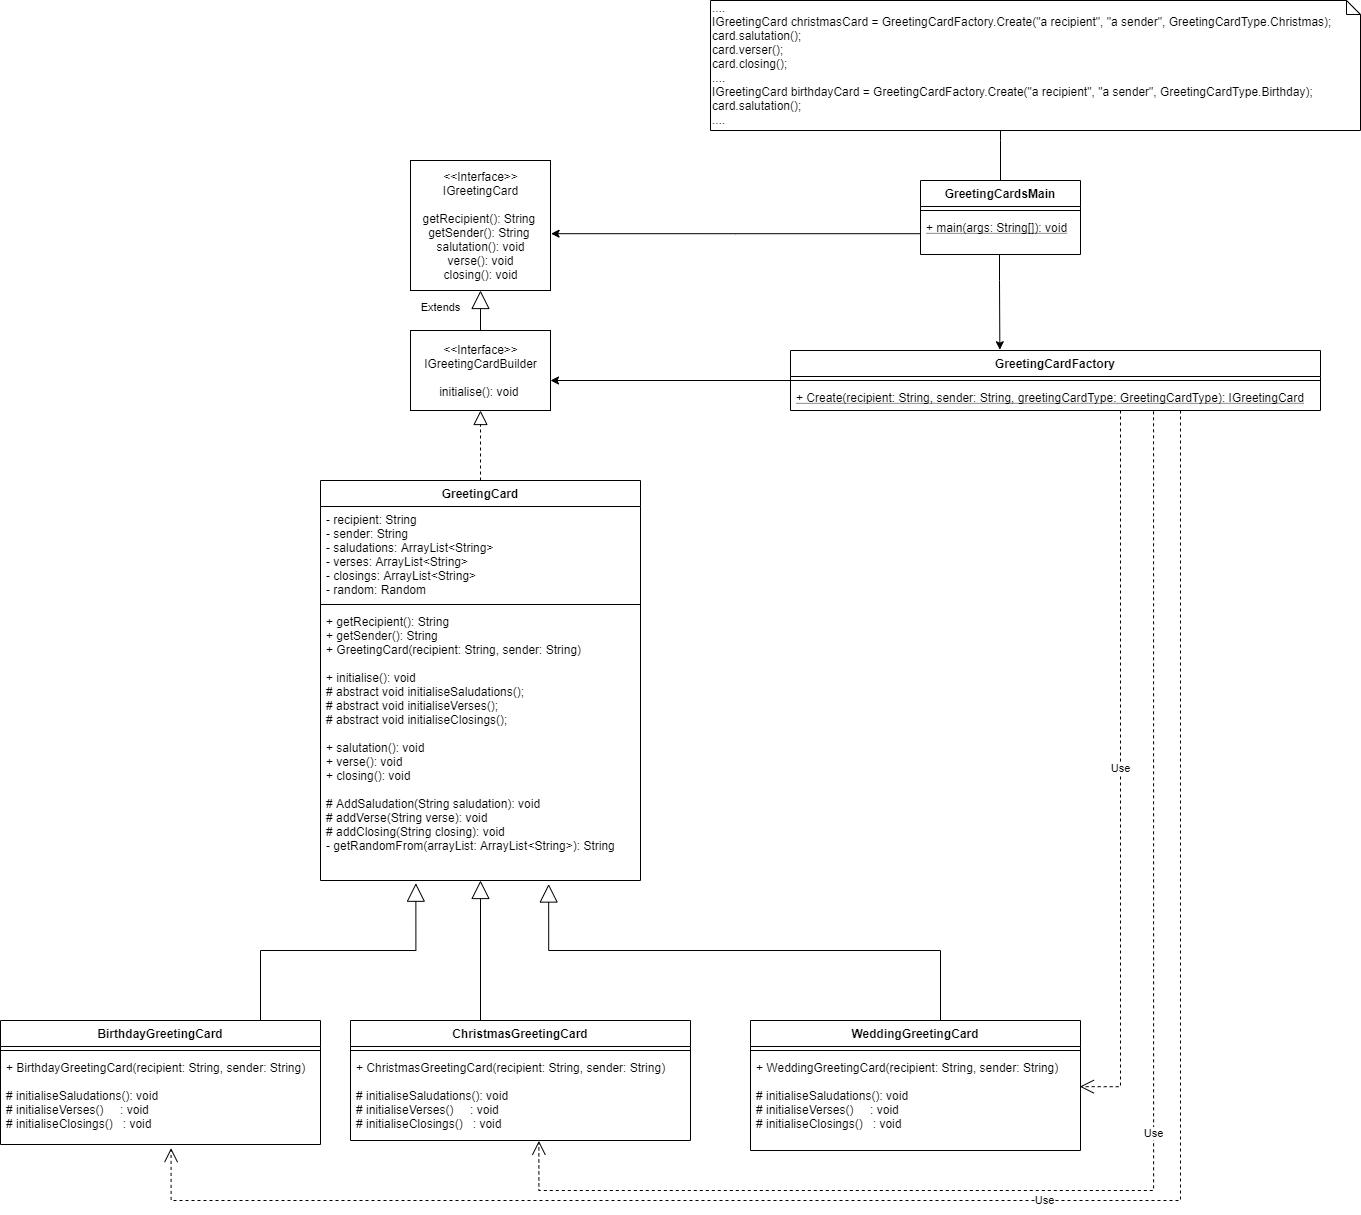 ....
IGreetingCard christmasCard = GreetingCardFactory.Create("a recipient", "a sender", GreetingCardType.Christmas);
card.salutation();
card.verser();
card.closing();
....
IGreetingCard birthdayCard = GreetingCardFactory.Create("a recipient", "a sender", GreetingCardType.Birthday);
card.salutation();
....
<<Interface>>
IGreetingCard
getRecipient(): String
getSender(): String
salutation(): void
verse(): void
closing(): void
GreetingCardsMain
+ main(args: String[]): void
Extends
<<Interface>>
IGreetingCardBuilder
initialise(): void
GreetingCardFactory
+ Create(recipient: String, sender: String, greetingCardType: GreetingCardType): IGreetingCard
GreetingCard
- recipient: String
- sender: String
- saludations: ArrayList<String>
- verses: ArrayList<String>
- closings: ArrayList<String>
- random: Random
+ getRecipient(): String
+ getSender(): String
+ GreetingCard(recipient: String, sender: String)
+ initialise(): void
# abstract void initialiseSaludations();
# abstract void initialiseVerses();
# abstract void initialiseClosings();
+ salutation(): void
+ verse(): void
+ closing(): void
# AddSaludation(String saludation): void
# addVerse(String verse): void
# addClosing(String closing): void
- getRandomFrom(arrayList: ArrayList<String>): String
Use
BirthdayGreetingCard
+ BirthdayGreetingCard(recipient: String, sender: String)
# initialiseSaludations(): void
# initialiseVerses() : void
# initialiseClosings() : void
ChristmasGreetingCard
+ ChristmasGreetingCard(recipient: String, sender: String)
# initialiseSaludations(): void
# initialiseVerses() : void
# initialiseClosings() : void
WeddingGreetingCard
+ WeddingGreetingCard(recipient: String, sender: String)
# initialiseSaludations(): void
# initialiseVerses() : void
# initialiseClosings() : void
Use
Use